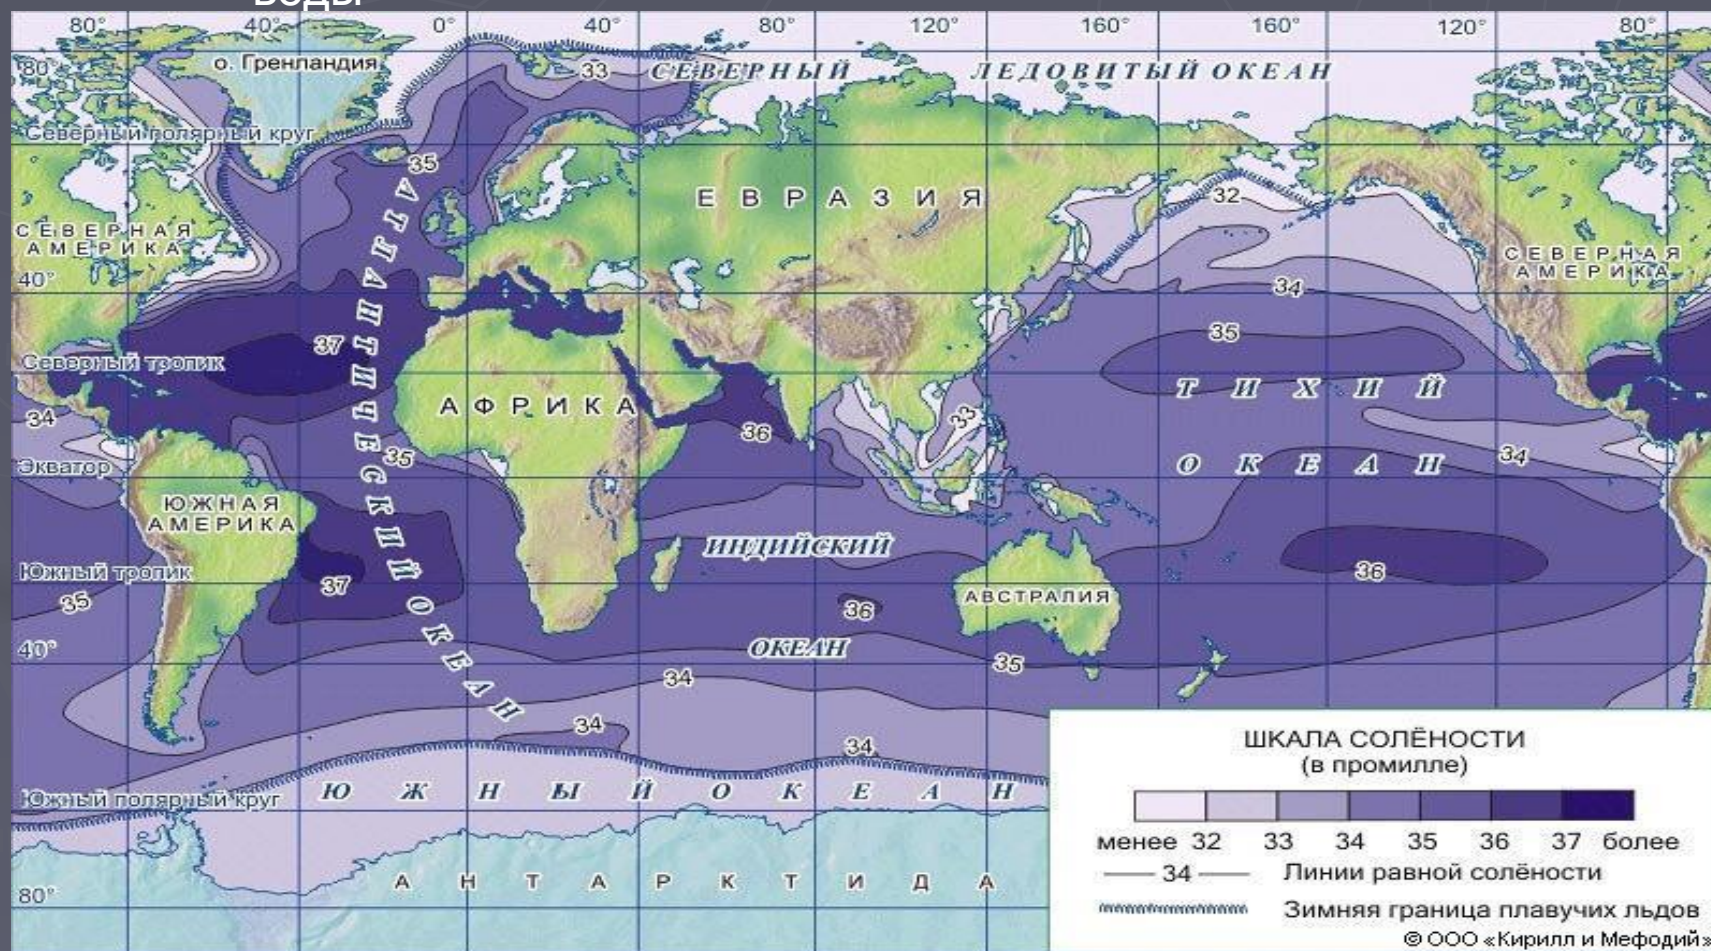 воды
80° 40° 0° 40° 80° 120° 160° 160° 120° 80°
80°
о. Гренландия
33
СЕВЕРНЫЙ ЛЕДОВИТЫЙ ОКЕАН
Северный полярный круг
35
32
ЕВРАЗИЯ
СЕВЕРНАЯ
АМЕРИКА
СЕВЕРНАЯ
АМЕРИКА
40°
34
АТЛАНТИЧЕСКИЙ ОКЕАН
37
35
Северный тропик
ТИХИЙ
АФРИКА
34
33
36
35
34
Экватор
ОКЕАН
ЮЖНАЯ
АМЕРИКА
ИНДИЙСКИЙ
Южный тропик
37
36
35
36
АВСТРАЛИЯ
40°
ОКЕАН
35
34
34
34
ЮЖНЫЙ ОКЕАН
Южный полярный круг
80°
АНТАРКТИДА
ШКАЛА СОЛЁНОСТИ
(в промилле)
менее 32 33 34 35 36 37 более
34 Линии равной солёности
Зимняя граница плавучих льдов
© ООО «Кирилл и Мефодий»